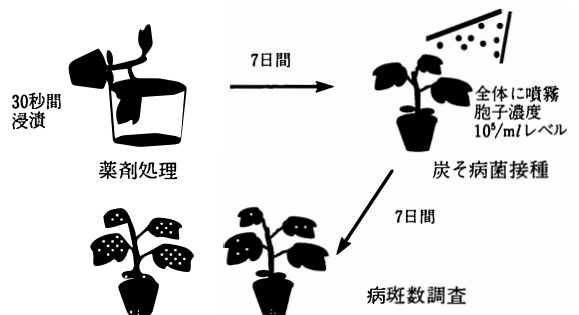 30秒間
浸漬
薬剤処理
7日間
全体に噴霧
胞子濃度
10⁵/mlレベル
炭そ病菌接種
7日間
病斑数調査